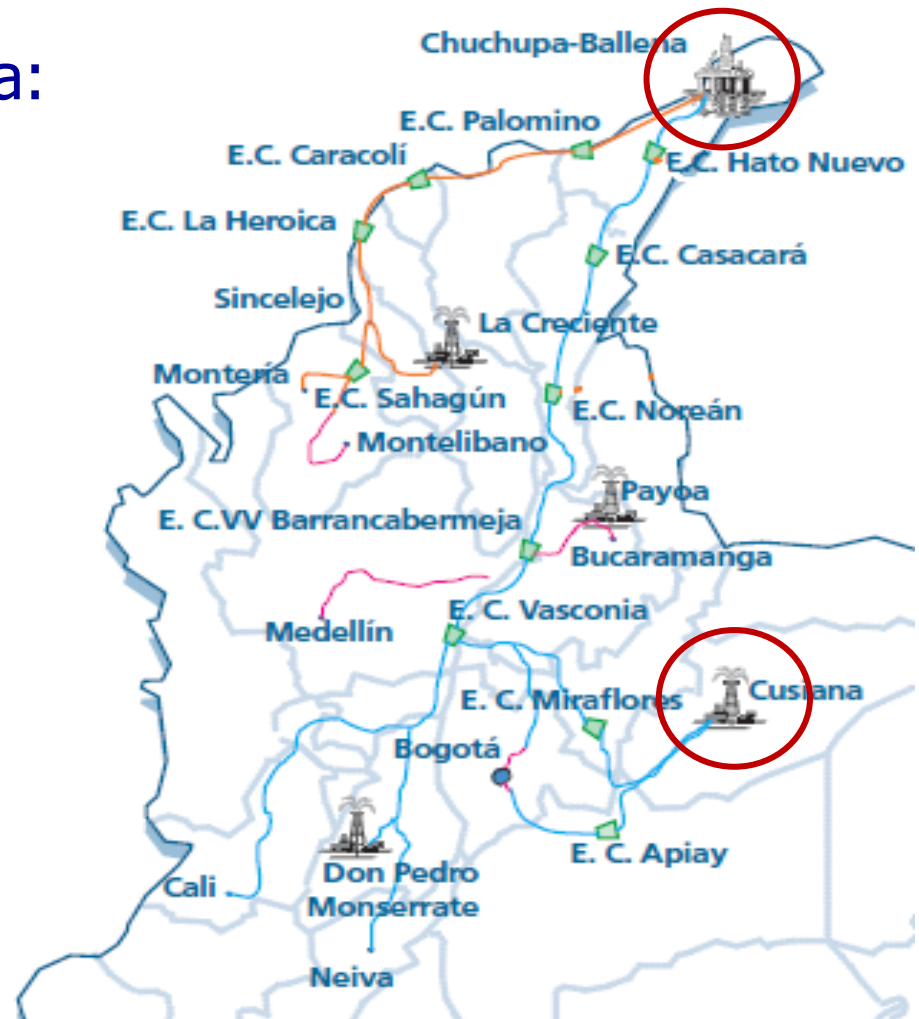 a:
Chuchupa-Ballena
E.C. Palomino
E.C. Caracolí
E.C. Hato Nuevo
E.C. La Heroica
E.C. Casacará
Sincelejo
La Creciente
Montería
E.C. Sahagún
E.C. Noreán
Montelibano
Payoa
E. C.VV Barrancabermeja
Bucaramanga
E. C. Vasconia
Medellín
Cusiana
E. C. Miraflores
Bogotá
E. C. Apiay
Don Pedro
Cali
Monserrate
Neiva